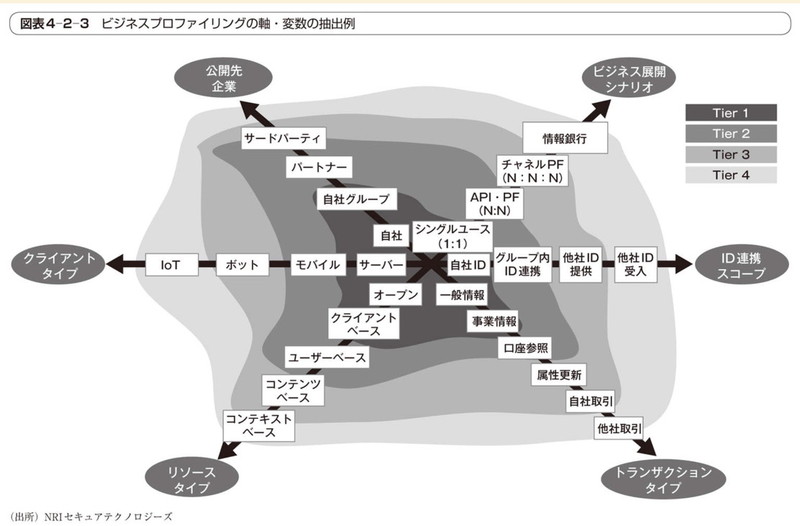 図表4-2-3 ビジネスプロファイリングの軸・変数の抽出例
公開先
企業
ビジネス展開
シナリオ
Tier 1
Tier 2
Tier 3
Tier 4
サードパーティ
情報銀行
パートナー
チャネルPF
(N:N:N)
自社グループ
API・PF
(N:N)
自社
シングルユース
(1:1)
クライアント
タイプ
IoT
ボット
モバイル
サーバー
自社ID
グループ内
ID連携
他社ID
提供
他社ID
受入
ID連携
スコープ
オープン
一般情報
クライアント
ベース
事業情報
ユーザーベース
口座参照
コンテンツ
ベース
属性更新
コンテキスト
ベース
自社取引
他社取引
リソース
タイプ
トランザクション
タイプ
(出所)NRIセキュアテクノロジーズ